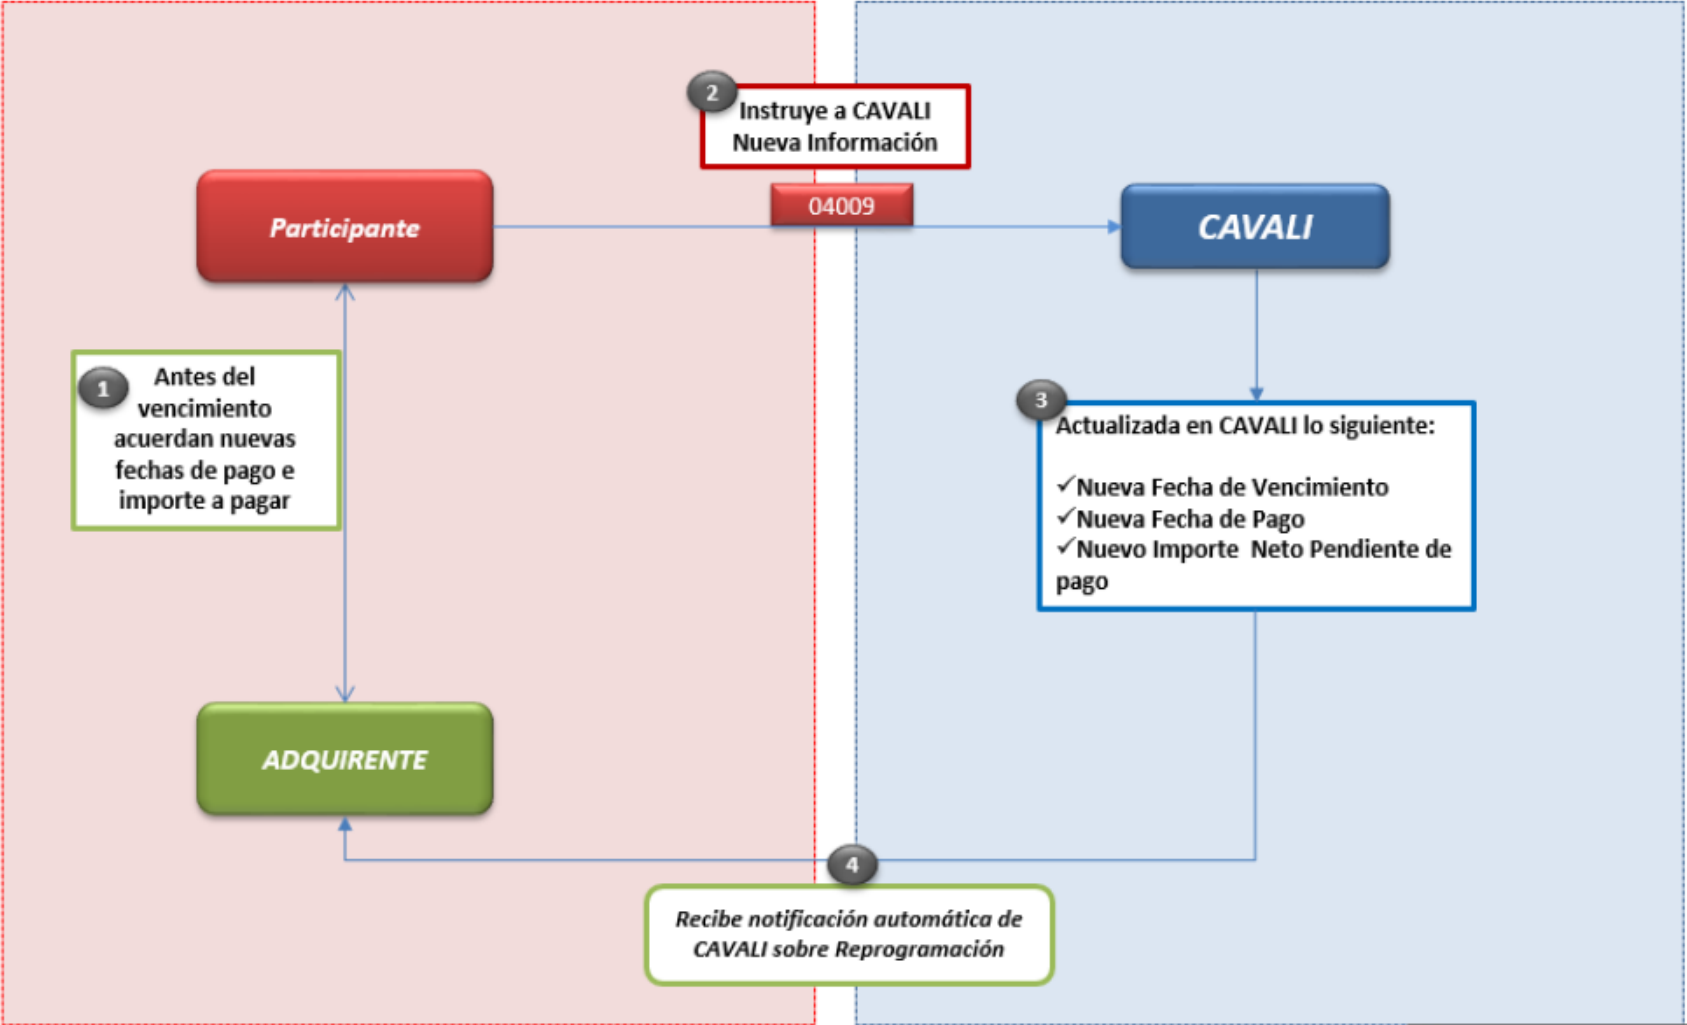 2
Instruye a CAVALI
Nueva Información
04009
Participante
CAVALI
1
Antes del
vencimiento
acuerdan nuevas
fechas de pago e
importe a pagar
3
Actualizada en CAVALI lo siguiente:
✓Nueva Fecha de Vencimiento
✓Nueva Fecha de Pago
✓Nuevo Importe Neto Pendiente de
pago
ADQUIRENTE
4
Recibe notificación automática de
CAVALI sobre Reprogramación